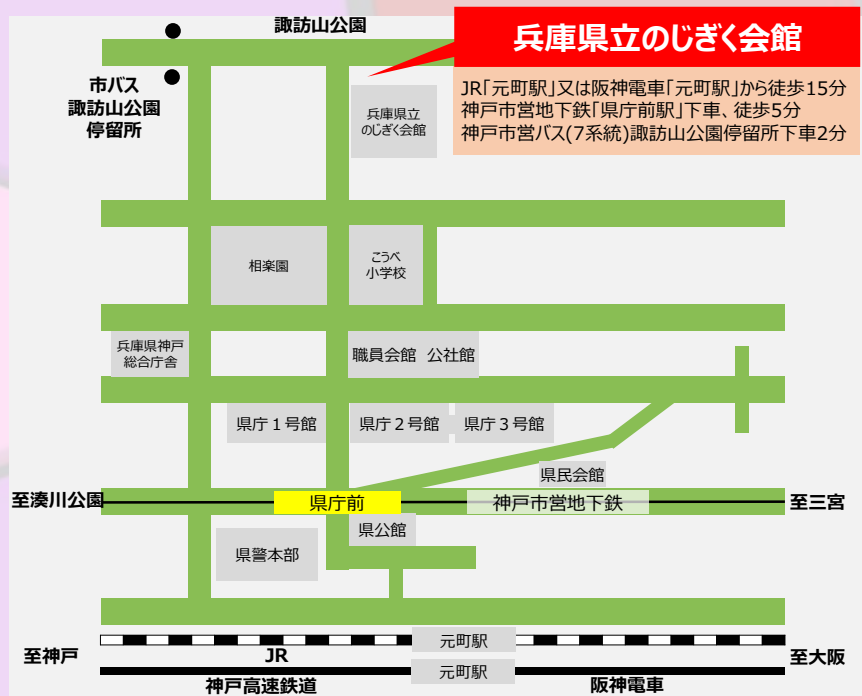 諏訪山公園
兵庫県立のじぎく会館
JR「元町駅」又は阪神電車「元町駅」から徒歩15分
神戸市営地下鉄「県庁前駅」下車、徒歩5分
神戸市営バス(7系統)諏訪山公園停留所下車2分
市バス
諏訪山公園
停留所
兵庫県立
のじぎく会館
相楽園
こうべ
小学校
兵庫県神戸
総合庁舎
職員会館 公社館
県庁1号館
県庁2号館
県庁3号館
県民会館
至湊川公園
県庁前
神戸市営地下鉄
至三宮
県公館
県警本部
元町駅
至神戸
JR
至大阪
元町駅
神戸高速鉄道
阪神電車